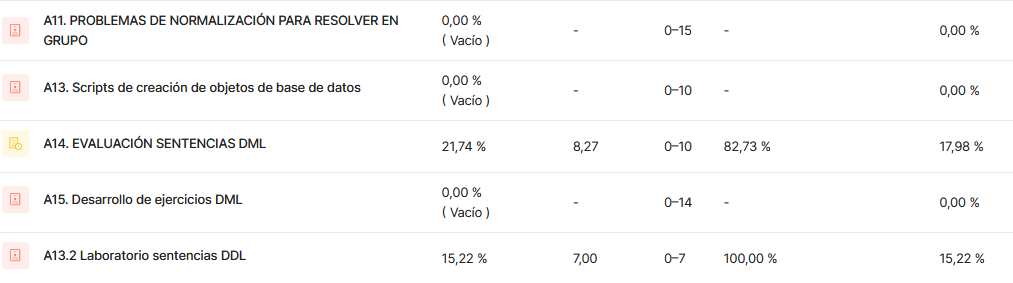 A11. PROBLEMAS DE NORMALIZACIÓN PARA RESOLVER EN GRUPO 0,00 % ( Vacío ) - 0–15 - 0,00 %
A13. Scripts de creación de objetos de base de datos 0,00 % ( Vacío ) - 0–10 - 0,00 %
A14. EVALUACIÓN SENTENCIAS DML 21,74 % 8,27 0–10 82,73 % 17,98 %
A15. Desarrollo de ejercicios DML 0,00 % ( Vacío ) - 0–14 - 0,00 %
A13.2 Laboratorio sentencias DDL 15,22 % 7,00 0–7 100,00 % 15,22 %